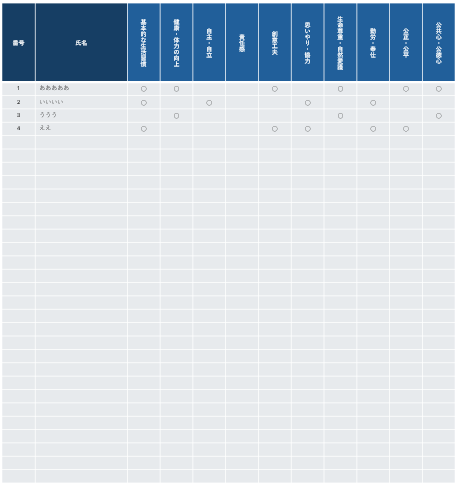 番号 氏名 基本的な生活習慣 健康・体力の向上 自主・自立 責任感 創意工夫 思いやり・協力 生命尊重・自然愛護 勤労・奉仕 公正・公平 公共心・公徳心
1 あああああ ○ ○ ○ ○ ○ ○
2 いいいい ○ ○ ○ ○
3 ううう ○ ○ ○
4 ええ ○ ○ ○ ○ ○